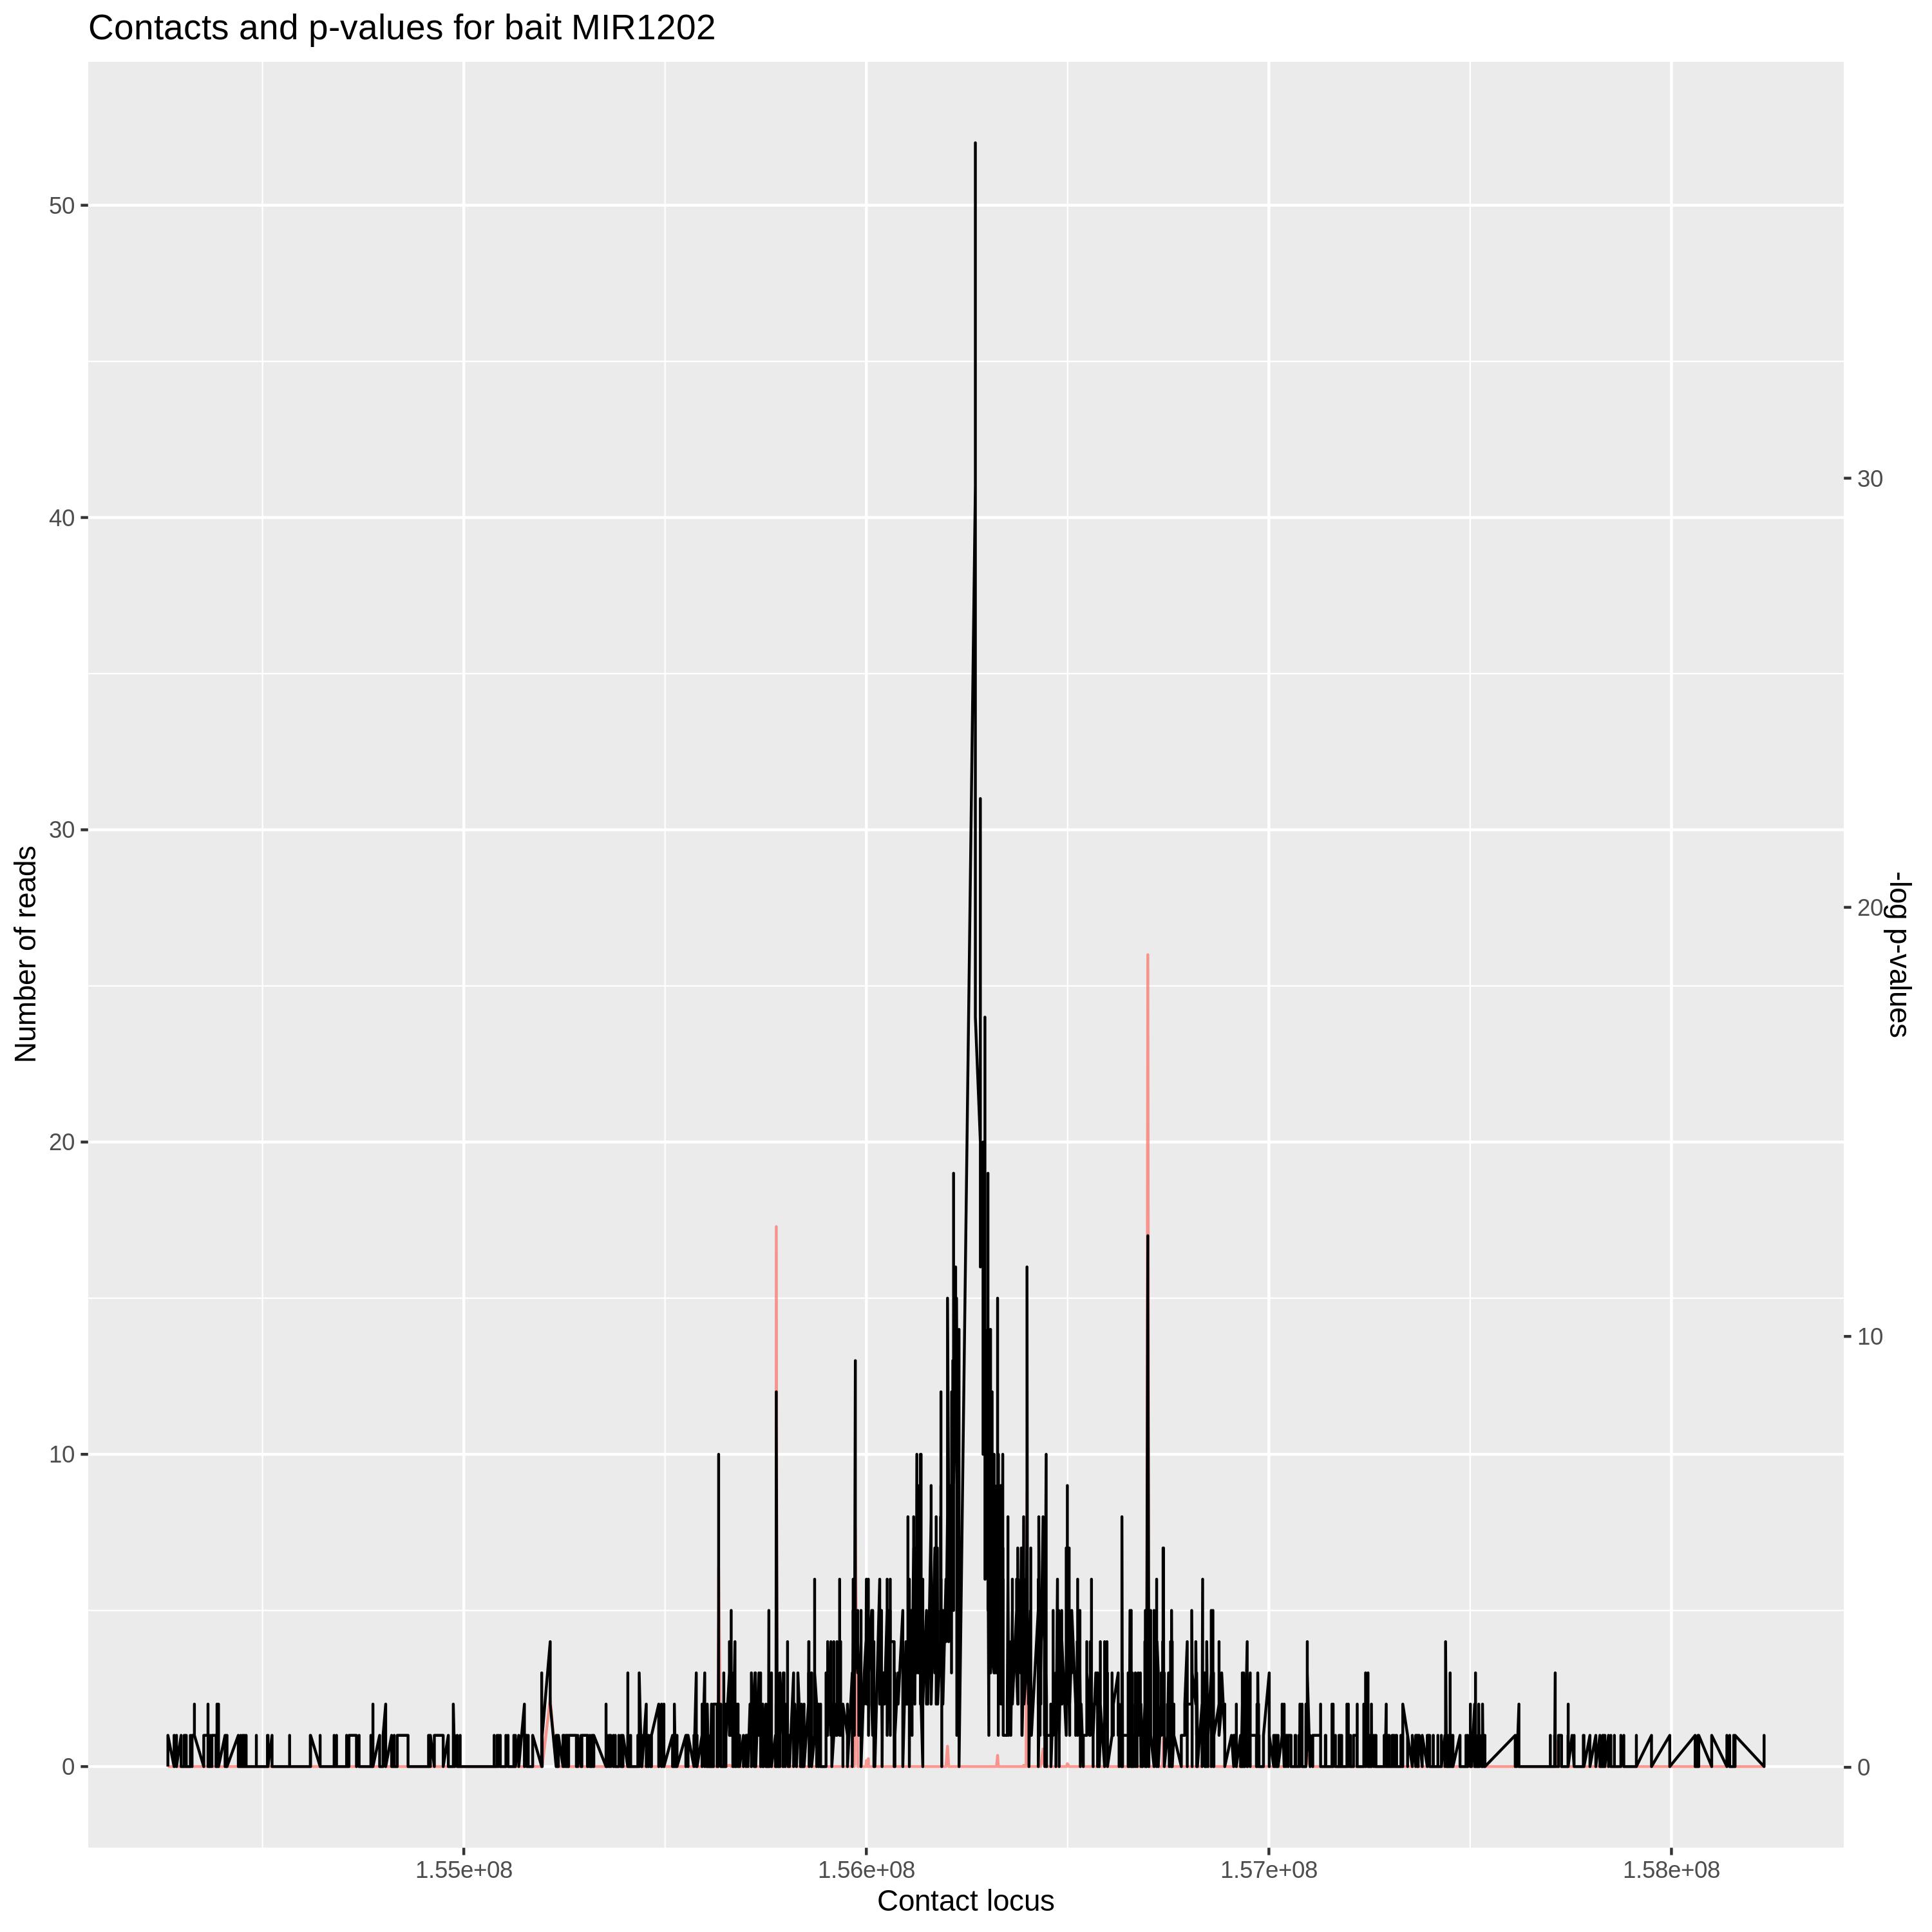 Contacts and p-values for bait MIR1202
Number of reads
50
40
30
20
10
0
30
20
10
0
-log p-values
1.55e+08
1.56e+08
1.57e+08
1.58e+08
Contact locus